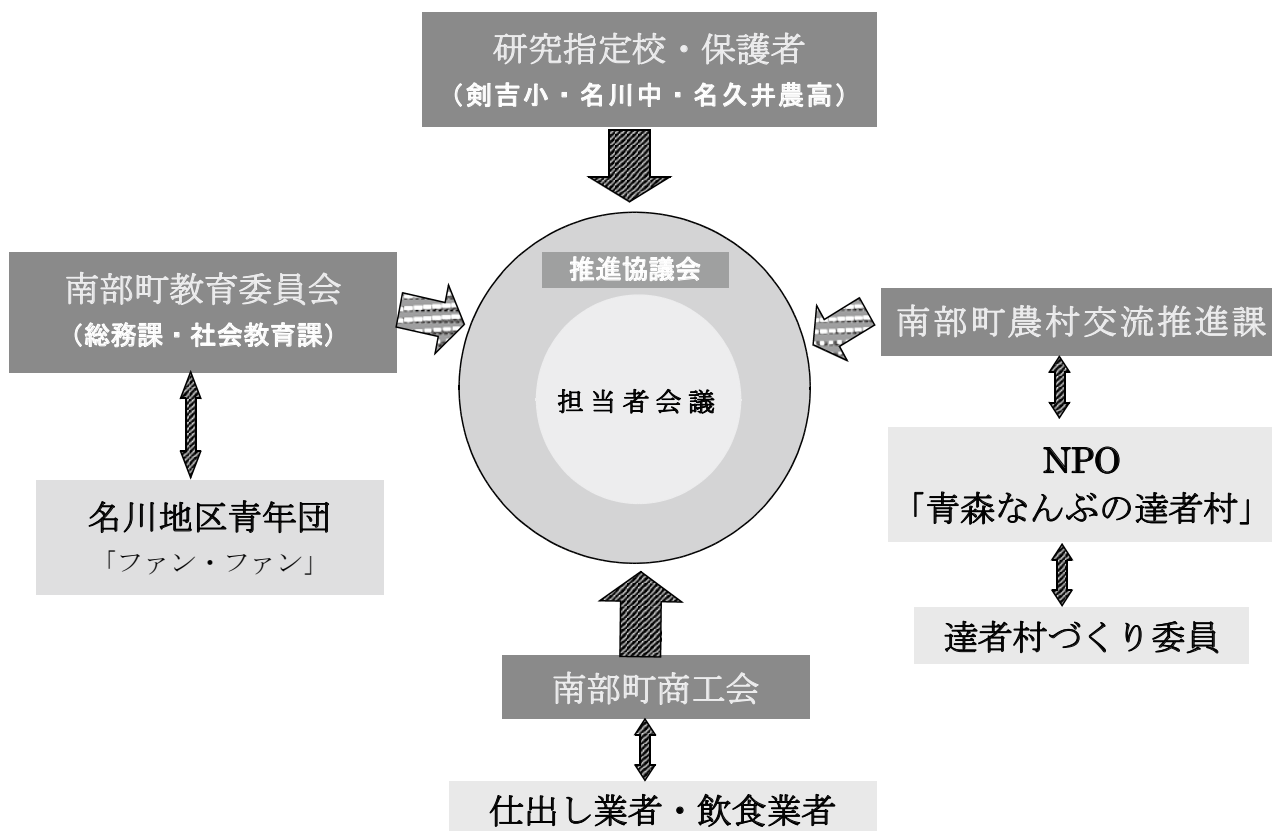 研究指定校・保護者
(剣吉小・名川中・名久井農高)
推進協議会
担当者会議
南部町教育委員会
(総務課・社会教育課)
名川地区青年団
「ファン・ファン」
南部町農村交流推進課
NPO
「青森なんぶの達者村」
達者村づくり委員
南部町商工会
仕出し業者・飲食業者